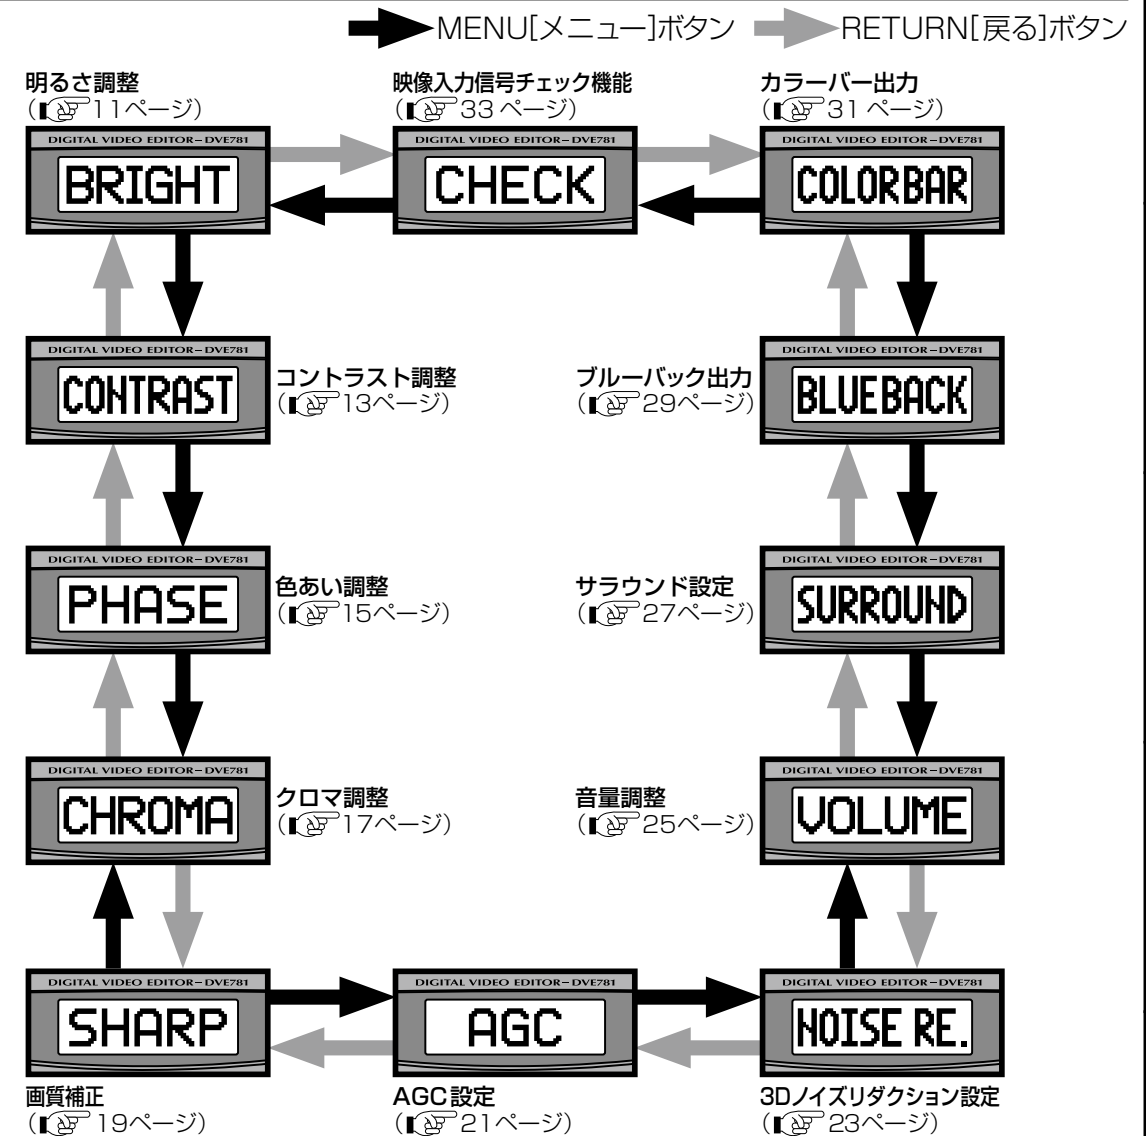 MENU[メニュー]ボタン RETURN[戻る]ボタン
明るさ調整
(11ページ)
映像入力信号チェック機能
(33 ページ)
カラーバー出力
(31 ページ)
DIGITAL VIDEO EDITOR-DVE781
BRIGHT
DIGITAL VIDEO EDITOR-DVE781
CHECK
DIGITAL VIDEO EDITOR-DVE781
COLORBAR
DIGITAL VIDEO EDITOR-DVE781
CONTRAST
コントラスト調整
(13ページ)
ブルーバック出力
(29ページ)
DIGITAL VIDEO EDITOR-DVE781
BLUEBACK
DIGITAL VIDEO EDITOR-DVE781
PHASE
色あい調整
(15ページ)
サラウンド設定
(27ページ)
DIGITAL VIDEO EDITOR-DVE781
SURROUND
DIGITAL VIDEO EDITOR-DVE781
CHROMA
クロマ調整
(17ページ)
音量調整
(25ページ)
DIGITAL VIDEO EDITOR-DVE781
VOLUME
DIGITAL VIDEO EDITOR-DVE781
SHARP
DIGITAL VIDEO EDITOR-DVE781
AGC
DIGITAL VIDEO EDITOR-DVE781
NOISE RE.
画質補正
(19ページ)
AGC設定
(21ページ)
3Dノイズリダクション設定
(23ページ)